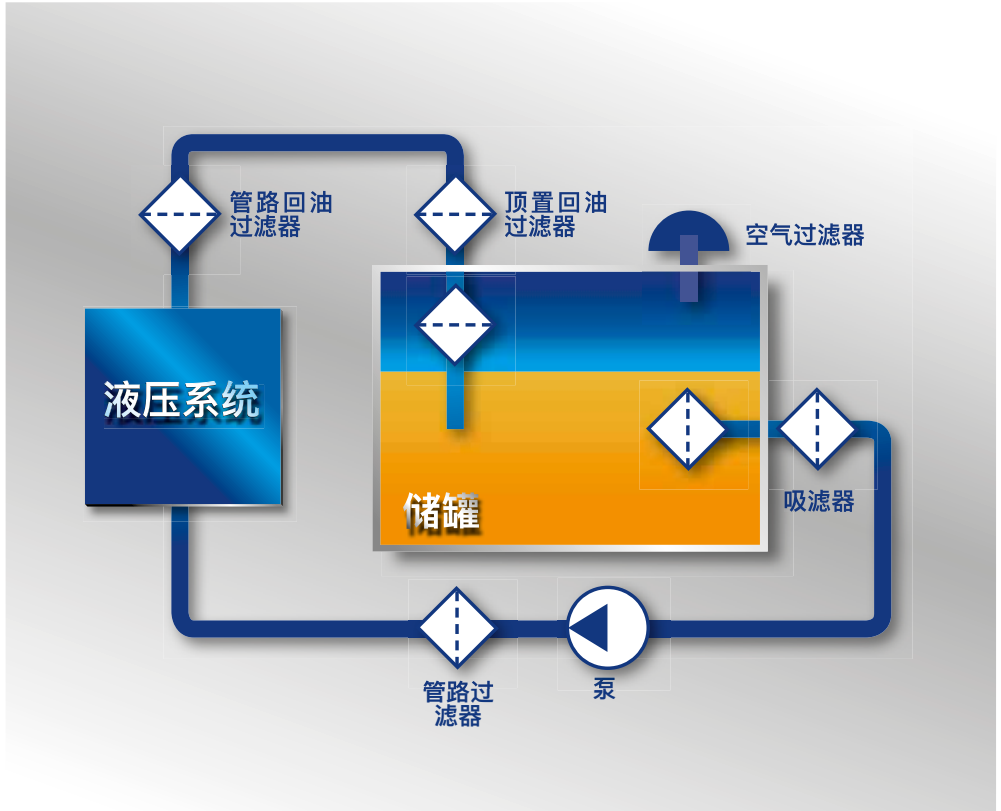 管路回油
过滤器
顶置回油
过滤器
空气过滤器
液压系统
储罐
吸滤器
管路过
滤器
泵